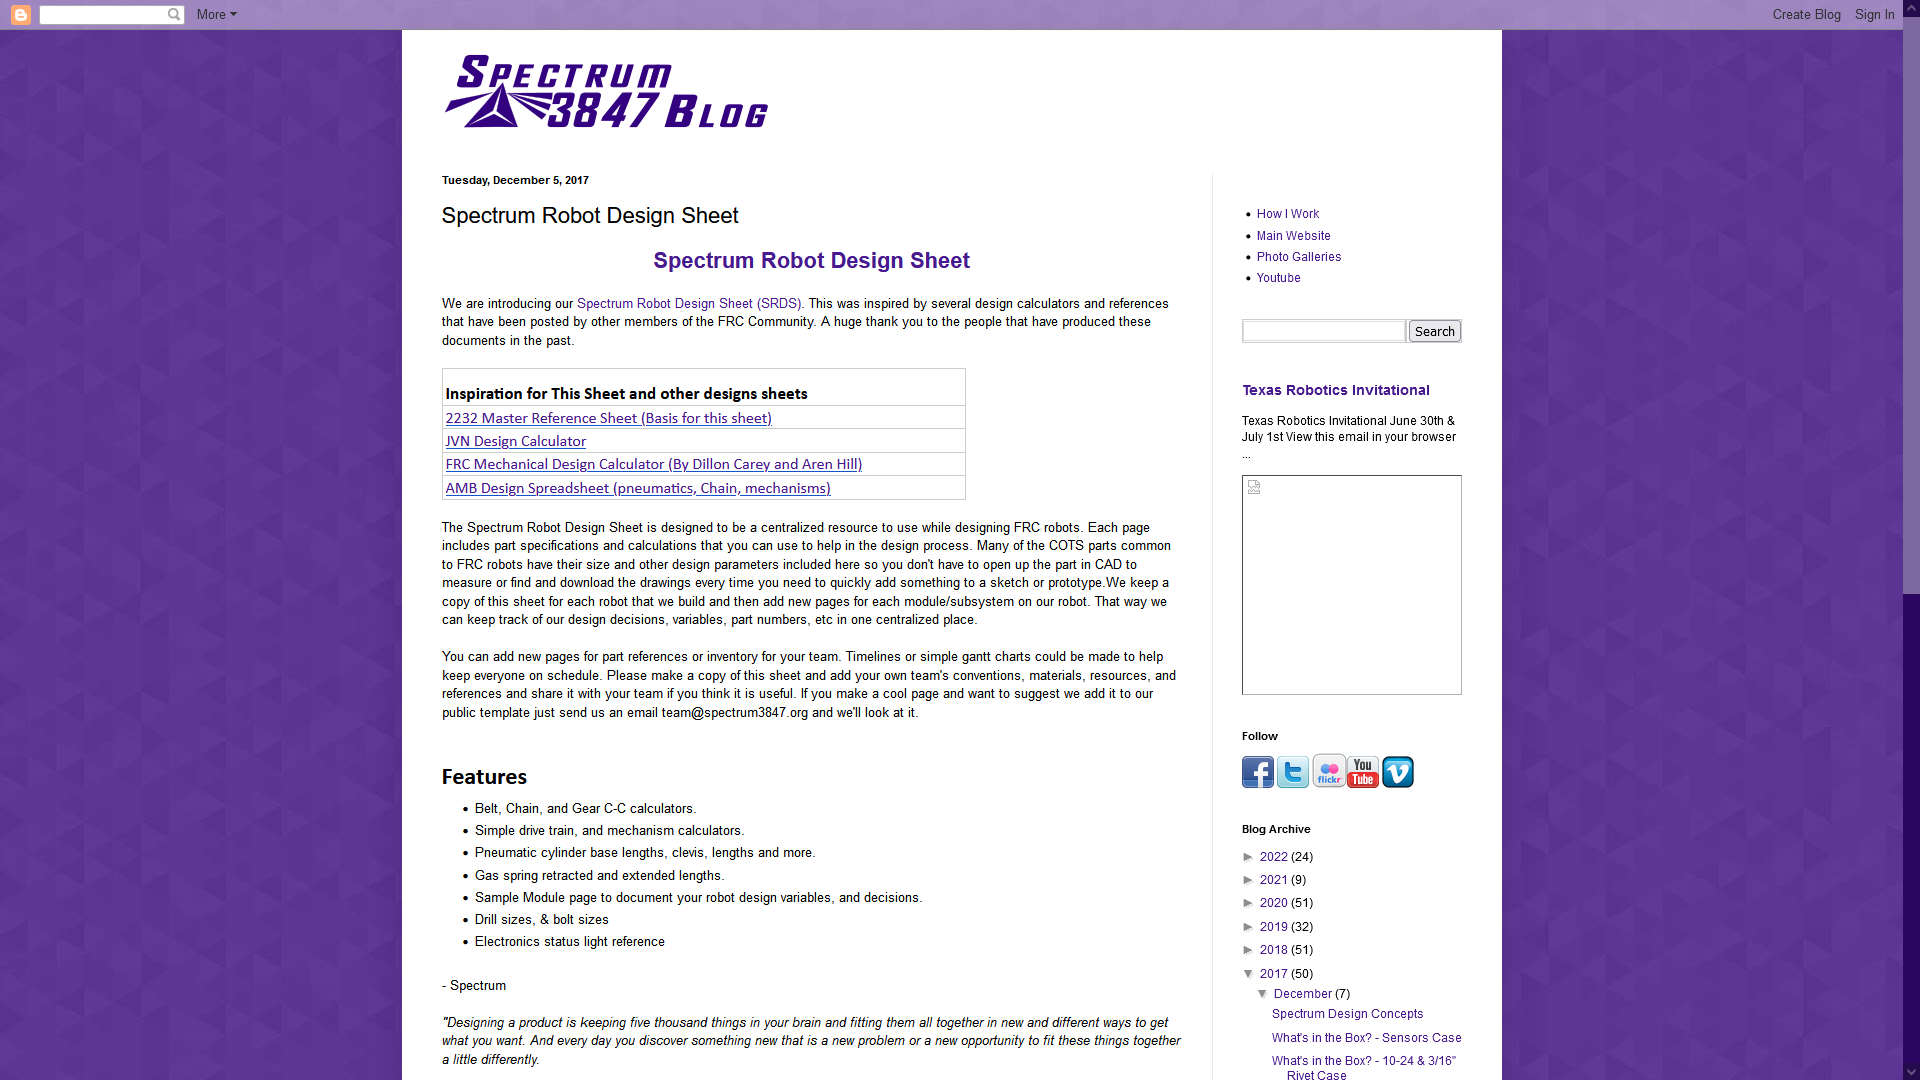 More
Create Blog
Sign In
SPECTRUM
3847 BLOG
Tuesday, December 5, 2017
Spectrum Robot Design Sheet
Spectrum Robot Design Sheet
We are introducing our Spectrum Robot Design Sheet (SRDS). This was inspired by several design calculators and references
that have been posted by other members of the FRC Community. A huge thank you to the people that have produced these
documents in the past.
Inspiration for This Sheet and other designs sheets
2232 Master Reference Sheet (Basis for this sheet)
JVN Design Calculator
FRC Mechanical Design Calculator (By Dillon Carey and Aren Hill)
AMB Design Spreadsheet (pneumatics, Chain, mechanisms)
The Spectrum Robot Design Sheet is designed to be a centralized resource to use while designing FRC robots. Each page
includes part specifications and calculations that you can use to help in the design process. Many of the COTS parts common
to FRC robots have their size and other design parameters included here so you don't have to open up the part in CAD to
measure or find and download the drawings every time you need to quickly add something to a sketch or prototype.We keep a
copy of this sheet for each robot that we build and then add new pages for each module/subsystem on our robot. That way we
can keep track of our design decisions, variables, part numbers, etc in one centralized place.
You can add new pages for part references or inventory for your team. Timelines or simple gantt charts could be made to help
keep everyone on schedule. Please make a copy of this sheet and add your own team's conventions, materials, resources, and
references and share it with your team if you think it is useful. If you make a cool page and want to suggest we add it to our
public template just send us an email team@spectrum3847.org and we'll look at it.
Features
• Belt, Chain, and Gear C-C calculators.
• Simple drive train, and mechanism calculators.
• Pneumatic cylinder base lengths, clevis, lengths and more.
• Gas spring retracted and extended lengths.
• Sample Module page to document your robot design variables, and decisions.
• Drill sizes, & bolt sizes
• Electronics status light reference
- Spectrum
"Designing a product is keeping five thousand things in your brain and fitting them all together in new and different ways to get
what you want. And every day you discover something new that is a new problem or a new opportunity to fit these things together
a little differently.
• How I Work
• Main Website
• Photo Galleries
• Youtube
Search
Texas Robotics Invitational
Texas Robotics Invitational June 30th &
July 1st View this email in your browser
...
Follow
flickr
You
Tube
Blog Archive
► 2022 (24)
► 2021 (9)
► 2020 (51)
► 2019 (32)
► 2018 (51)
▼ 2017 (50)
▼ December (7)
Spectrum Design Concepts
What's in the Box? - Sensors Case
What's in the Box? - 10-24 & 3/16"
Rivet Case